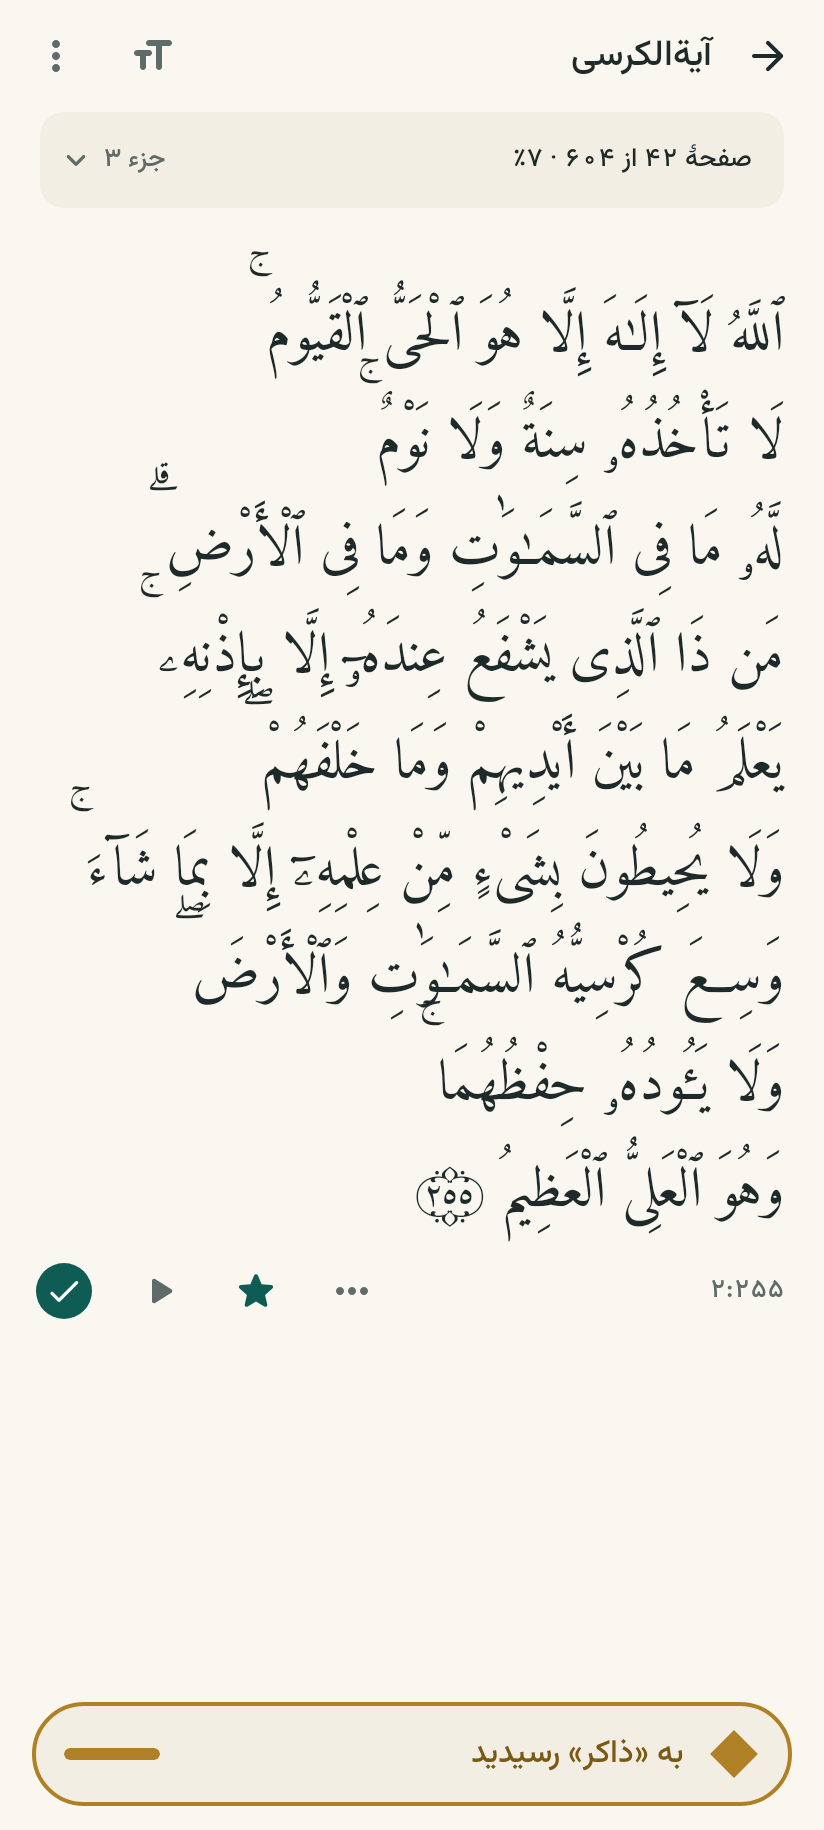 آیةالکرسی
صفحهٔ ۴۲ از ۶۰۴ · ۷٪
جزء ۳
ٱللَّهُ لَآ إِلَـٰهَ إِلَّا هُوَ ٱلْحَىُّ ٱلْقَيُّومُ ۚ
لَا تَأْخُذُهُۥ سِنَةٌ وَلَا نَوْمٌ ۚ
لَّهُۥ مَا فِى ٱلسَّمَـٰوَٰتِ وَمَا فِى ٱلْأَرْضِ ۗ
مَن ذَا ٱلَّذِى يَشْفَعُ عِندَهُۥٓ إِلَّا بِإِذْنِهِۦ ۚ
يَعْلَمُ مَا بَيْنَ أَيْدِيهِمْ وَمَا خَلْفَهُمْ ۖ
وَلَا يُحِيطُونَ بِشَىْءٍ مِّنْ عِلْمِهِۦٓ إِلَّا بِمَا شَآءَ ۚ
وَسِعَ كُرْسِيُّهُ ٱلسَّمَـٰوَٰتِ وَٱلْأَرْضَ ۖ
وَلَا يَـُٔودُهُۥ حِفْظُهُمَا ۚ
وَهُوَ ٱلْعَلِىُّ ٱلْعَظِيمُ ۝٢٥٥
۲:۲۵۵
به «ذاکر» رسیدید